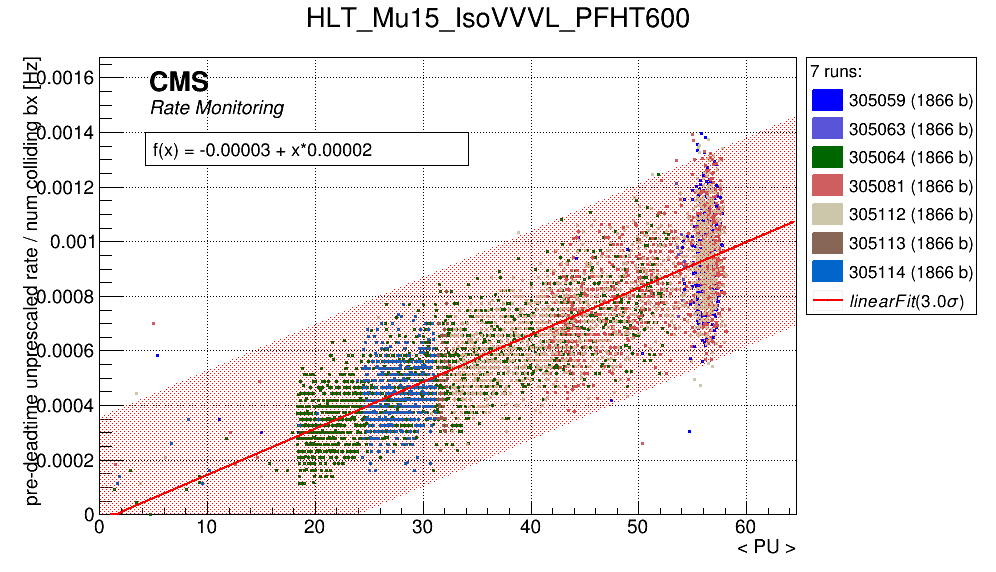 HLT_Mu15_IsoVVVL_PFHT600
pre-deadtime unprescaled rate / num colliding bx [Hz]
0.0016
0.0014
0.0012
0.001
0.0008
0.0006
0.0004
0.0002
0
CMS
Rate Monitoring
f(x) = -0.00003 + x*0.00002
0 10 20 30 40 50 60
< PU >
7 runs:
305059 (1866 b)
305063 (1866 b)
305064 (1866 b)
305081 (1866 b)
305112 (1866 b)
305113 (1866 b)
305114 (1866 b)
linearFit(3.0σ)